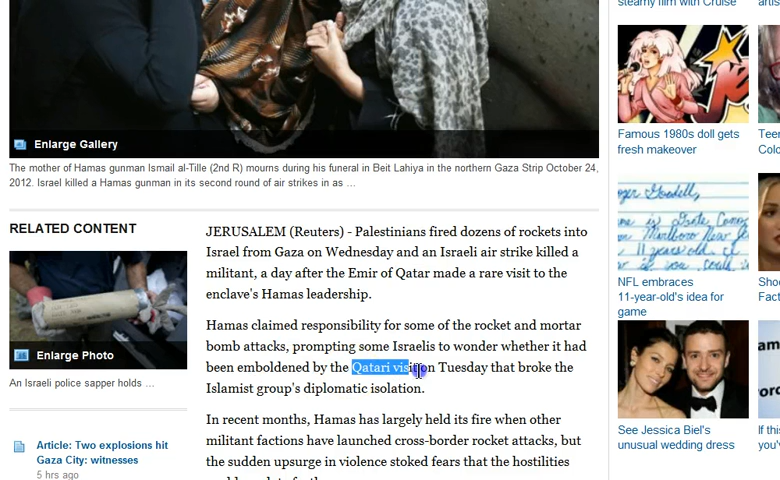 steamy film with Cruise
Enlarge Gallery
The mother of Hamas gunman Ismail al-Tille (2nd R) mourns during his funeral in Beit Lahiya in the northern Gaza Strip October 24,
2012. Israel killed a Hamas gunman in its second round of air strikes in as ...
RELATED CONTENT
Enlarge Photo
An Israeli police sapper holds ...
Article: Two explosions hit
Gaza City: witnesses
5 hrs ago
JERUSALEM (Reuters) - Palestinians fired dozens of rockets into
Israel from Gaza on Wednesday and an Israeli air strike killed a
militant, a day after the Emir of Qatar made a rare visit to the
enclave's Hamas leadership.
Hamas claimed responsibility for some of the rocket and mortar
bomb attacks, prompting some Israelis to wonder whether it had
been emboldened by the Qatari visit on Tuesday that broke the
Islamist group's diplomatic isolation.
In recent months, Hamas has largely held its fire when other
militant factions have launched cross-border rocket attacks, but
the sudden upsurge in violence stoked fears that the hostilities
Famous 1980s doll gets
fresh makeover
NFL embraces
11-year-old's idea for
game
See Jessica Biel's
unusual wedding dress